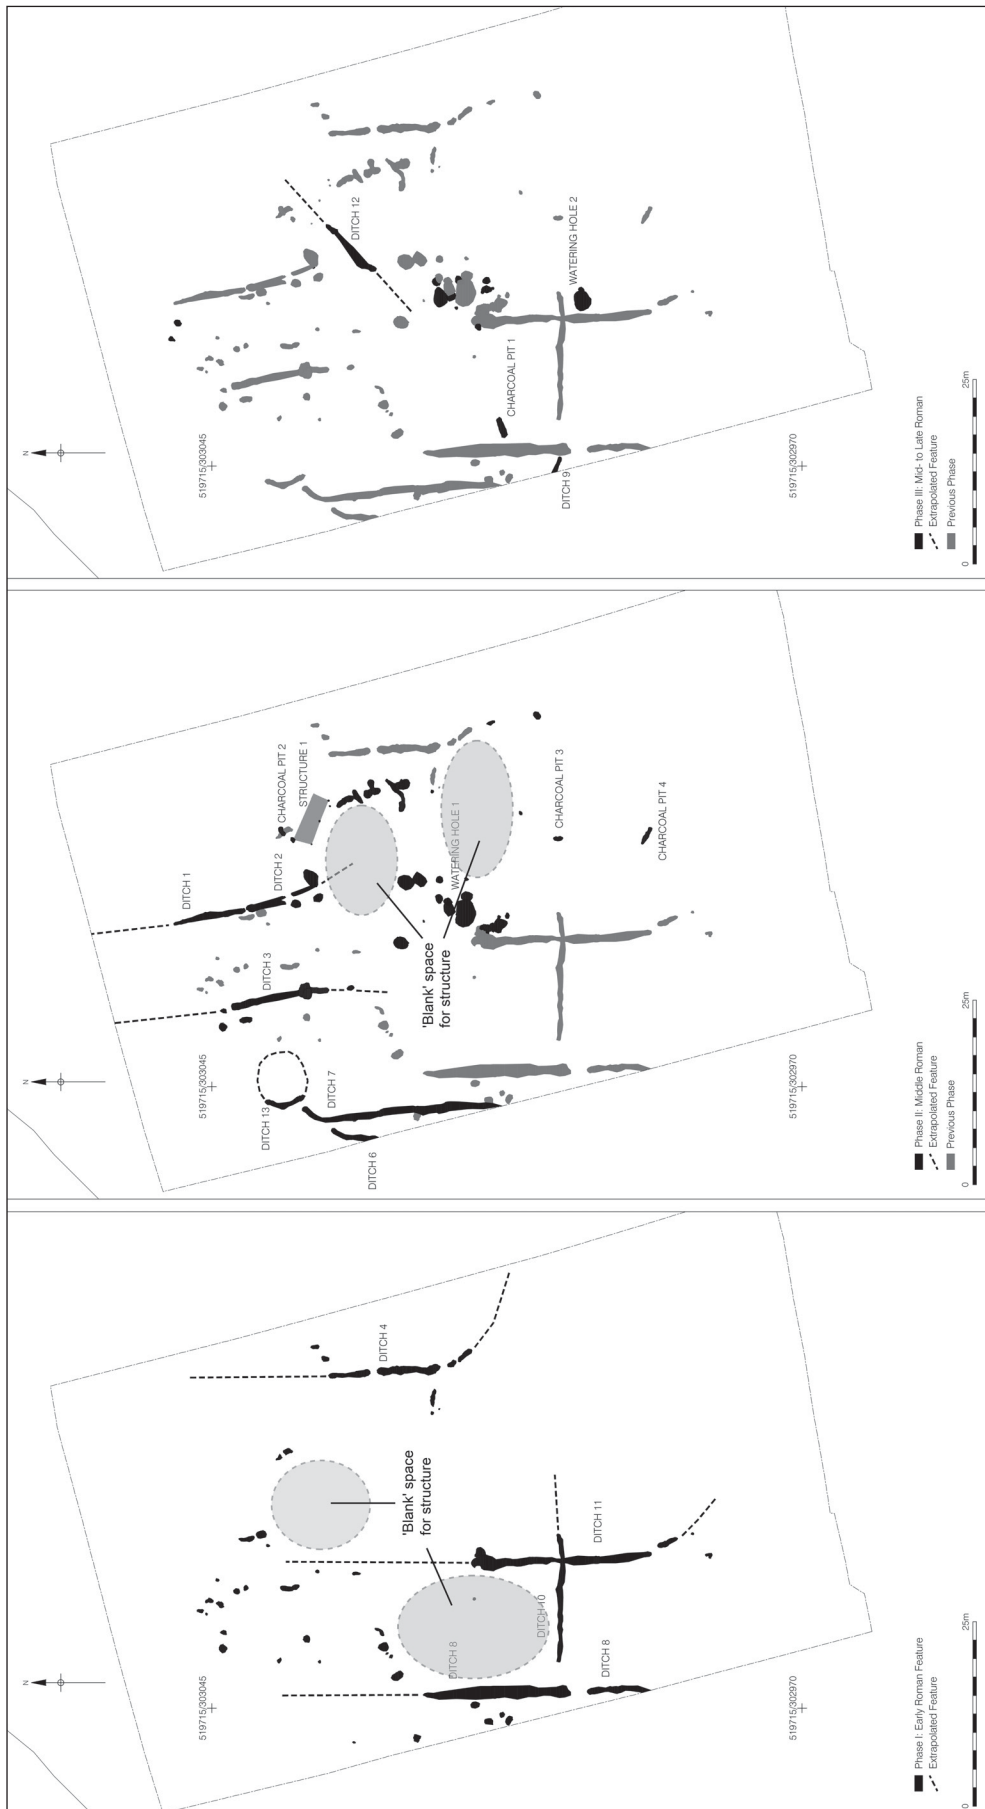 N
519715/303045
DITCH 12
CHARCOAL PIT 1
DITCH 9
WATERING HOLE 2
519715/302970
Phase III: Mid- to Late Roman
Extrapolated Feature
Previous Phase
0
25m
N
519715/303045
DITCH 1
DITCH 2
CHARCOAL PIT 2
STRUCTURE 1
DITCH 3
DITCH 13
DITCH 7
DITCH 6
WATERING HOLE 1
'Blank' space
for structure
CHARCOAL PIT 3
CHARCOAL PIT 4
519715/302970
Phase II: Middle Roman
Extrapolated Feature
Previous Phase
0
25m
N
519715/303045
DITCH 4
'Blank' space
for structure
DITCH 8
DITCH 10
DITCH 11
DITCH 8
519715/302970
Phase I: Early Roman Feature
Extrapolated Feature
0
25m